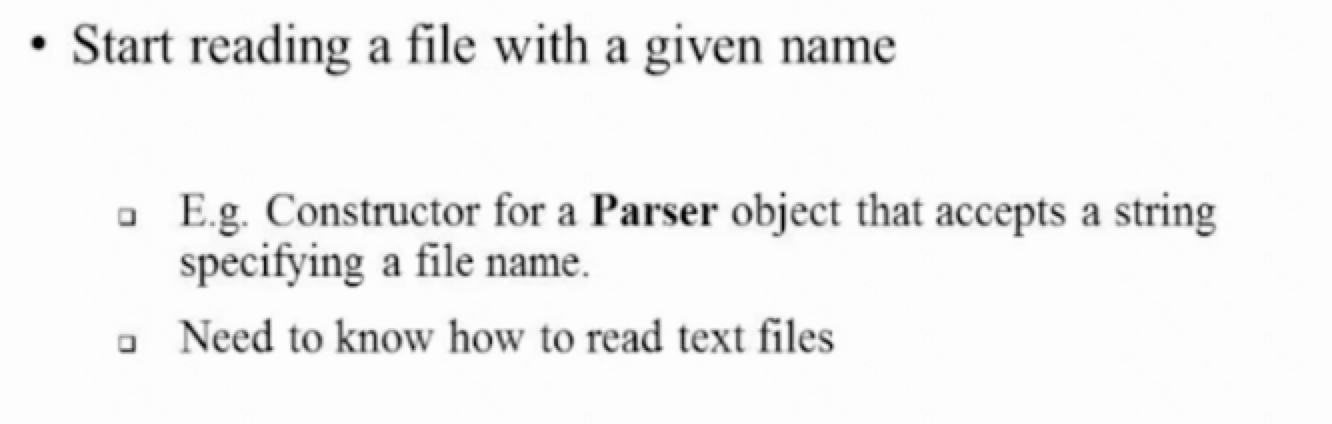 • Start reading a file with a given name
❑ E.g. Constructor for a Parser object that accepts a string
specifying a file name.
❑ Need to know how to read text files